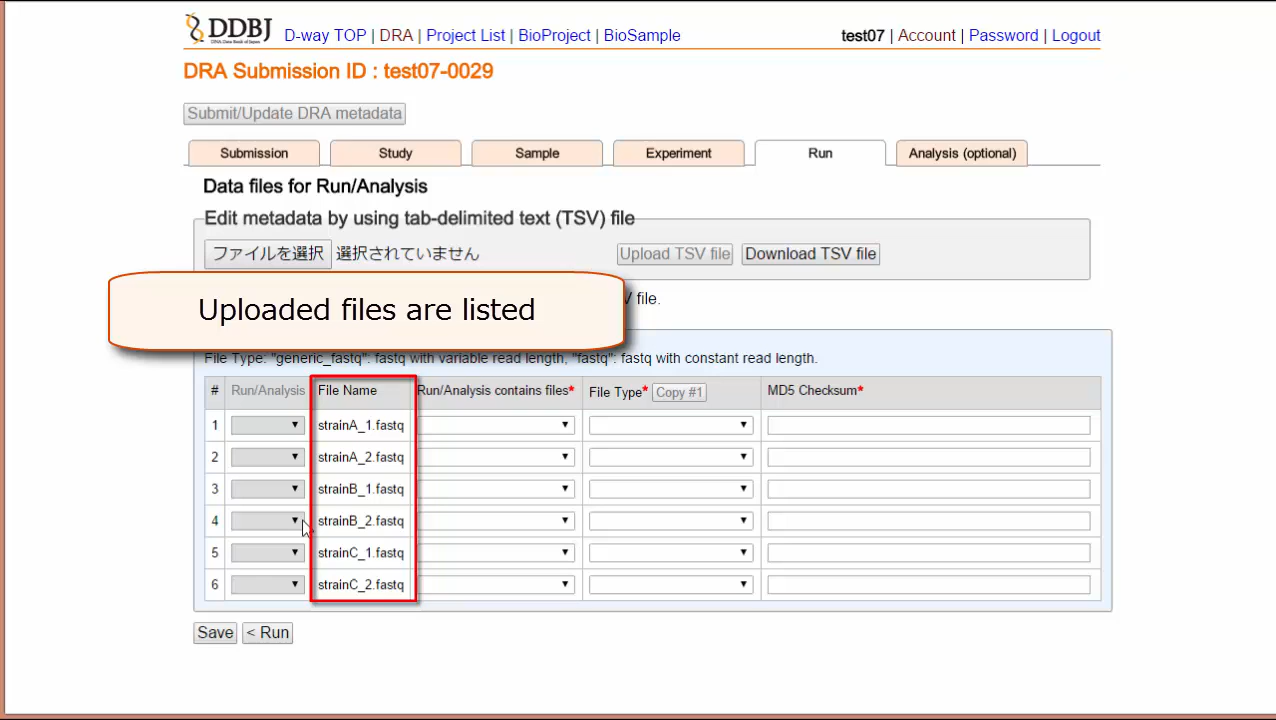 DDBJ
DNA Data Bank of Japan
D-way TOP | DRA | Project List | BioProject | BioSample
test07 | Account | Password | Logout
DRA Submission ID : test07-0029
Submit/Update DRA metadata
Submission Study Sample Experiment Run Analysis (optional)
Data files for Run/Analysis
Edit metadata by using tab-delimited text (TSV) file
ファイルを選択 選択されていません Upload TSV file Download TSV file
V file.
Uploaded files are listed
File Type: "generic_fastq": fastq with variable read length, "fastq": fastq with constant read length.
# Run/Analysis File Name Run/Analysis contains files* File Type* Copy #1 MD5 Checksum*
1 strainA_1.fastq
2 strainA_2.fastq
3 strainB_1.fastq
4 strainB_2.fastq
5 strainC_1.fastq
6 strainC_2.fastq
Save < Run